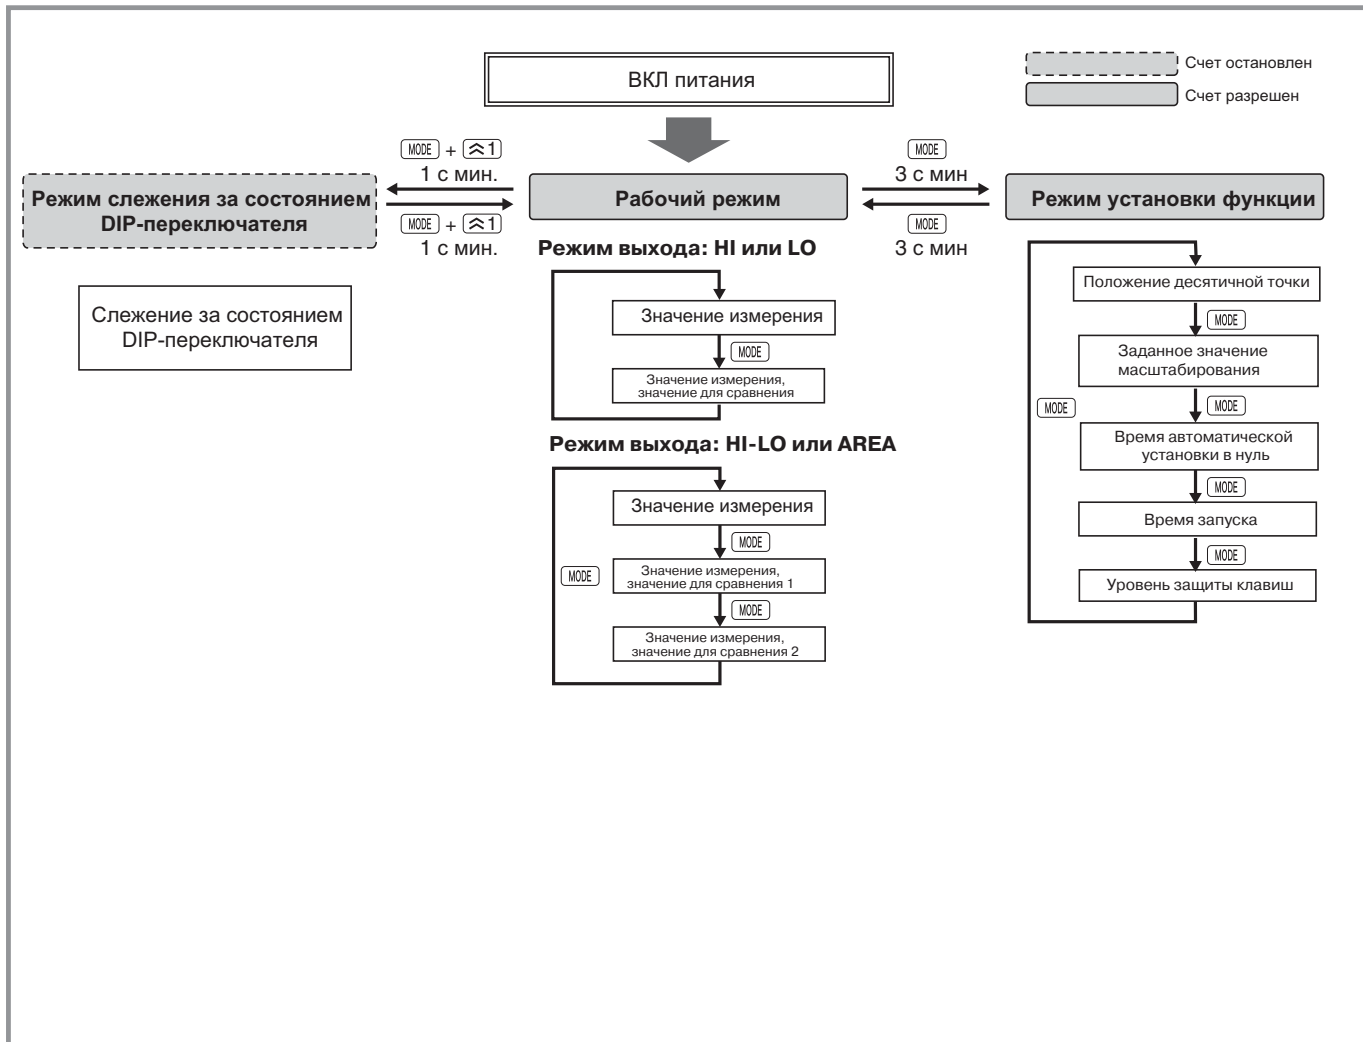 ВКЛ питания
Счет остановлен
Счет разрешен
MODE + 1
1 с мин.
MODE
3 с мин
Режим слежения за состоянием
DIP-переключателя
Рабочий режим
Режим установки функции
MODE + 1
1 с мин.
MODE
3 с мин
Слежение за состоянием
DIP-переключателя
Режим выхода: HI или LO
Значение измерения
MODE
Значение измерения,
значение для сравнения
Режим выхода: HI-LO или AREA
Значение измерения
MODE
MODE
Значение измерения,
значение для сравнения 1
MODE
Значение измерения,
значение для сравнения 2
Положение десятичной точки
MODE
Заданное значение
масштабирования
MODE
MODE
Время автоматической
установки в нуль
MODE
Время запуска
MODE
Уровень защиты клавиш